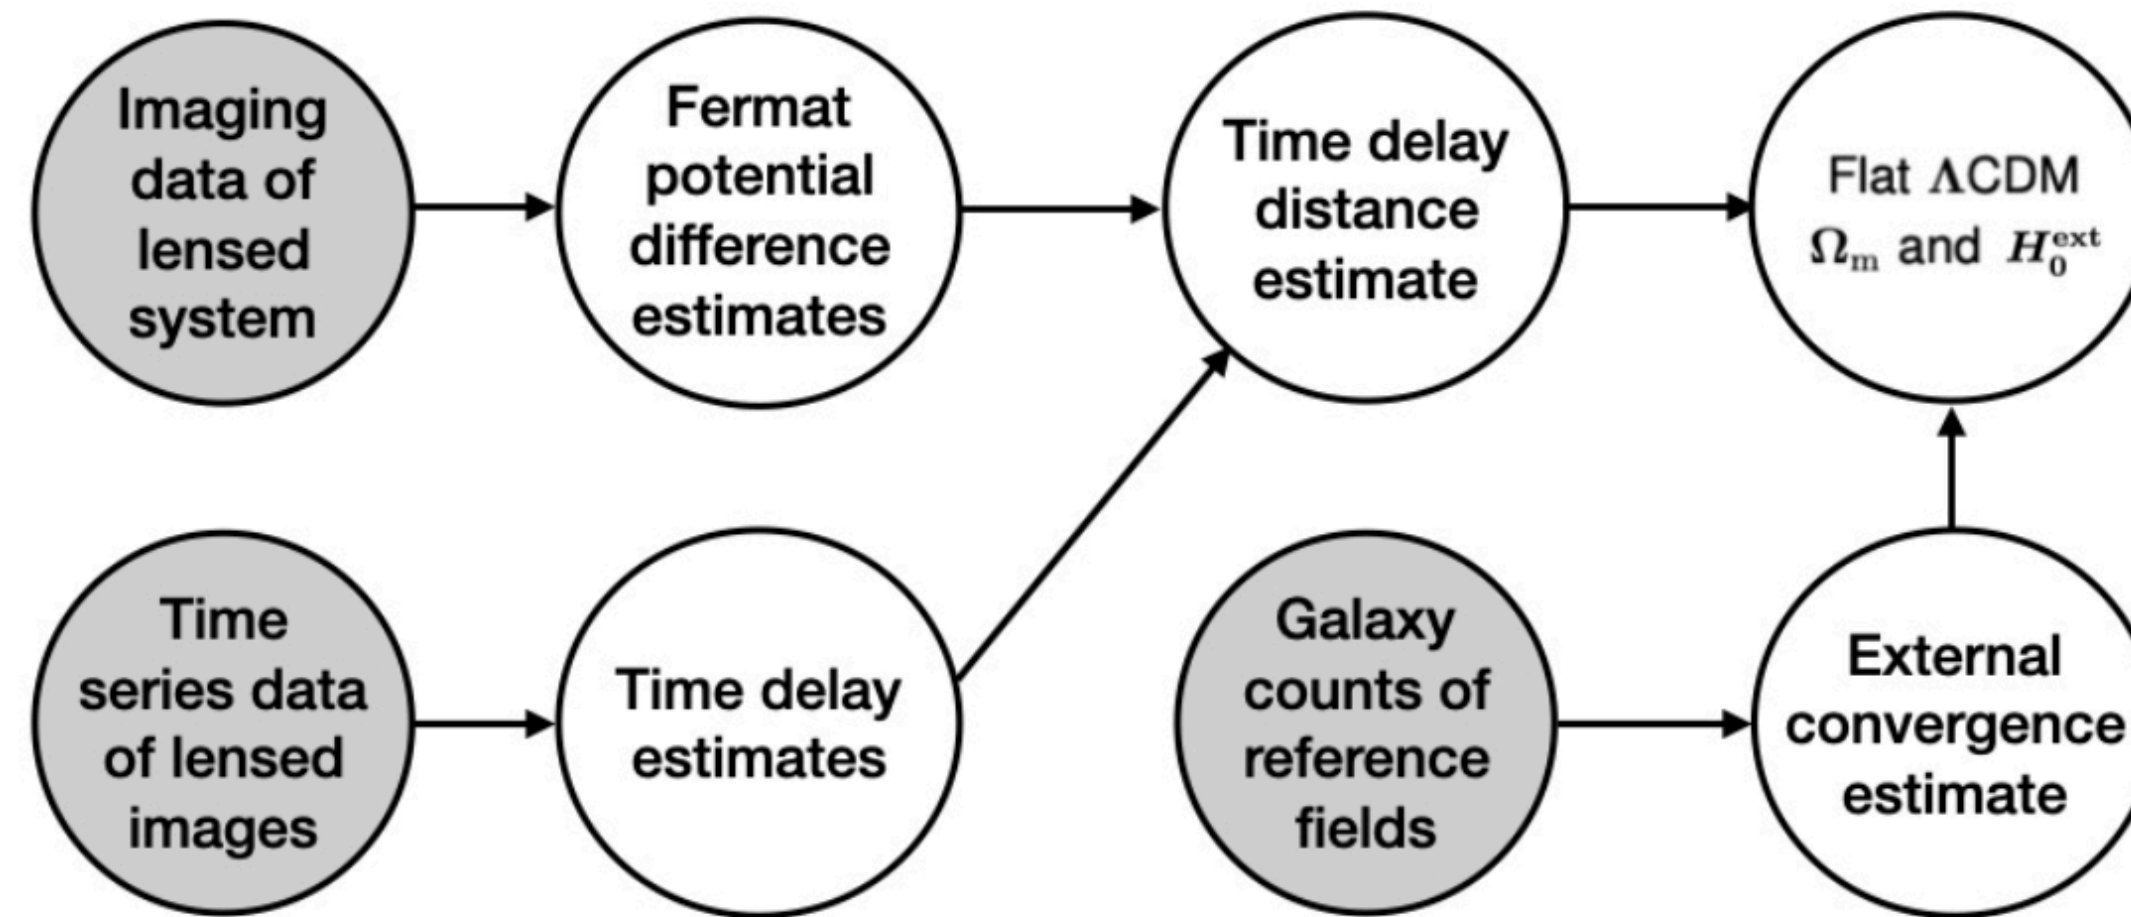 Imaging
data of
lensed
system
Fermat
potential
difference
estimates
Time delay
distance
estimate
Flat ΛCDM
Ωₘ and H₀ᵉˣᵗ
Time
series data
of lensed
images
Time delay
estimates
Galaxy
counts of
reference
fields
External
convergence
estimate